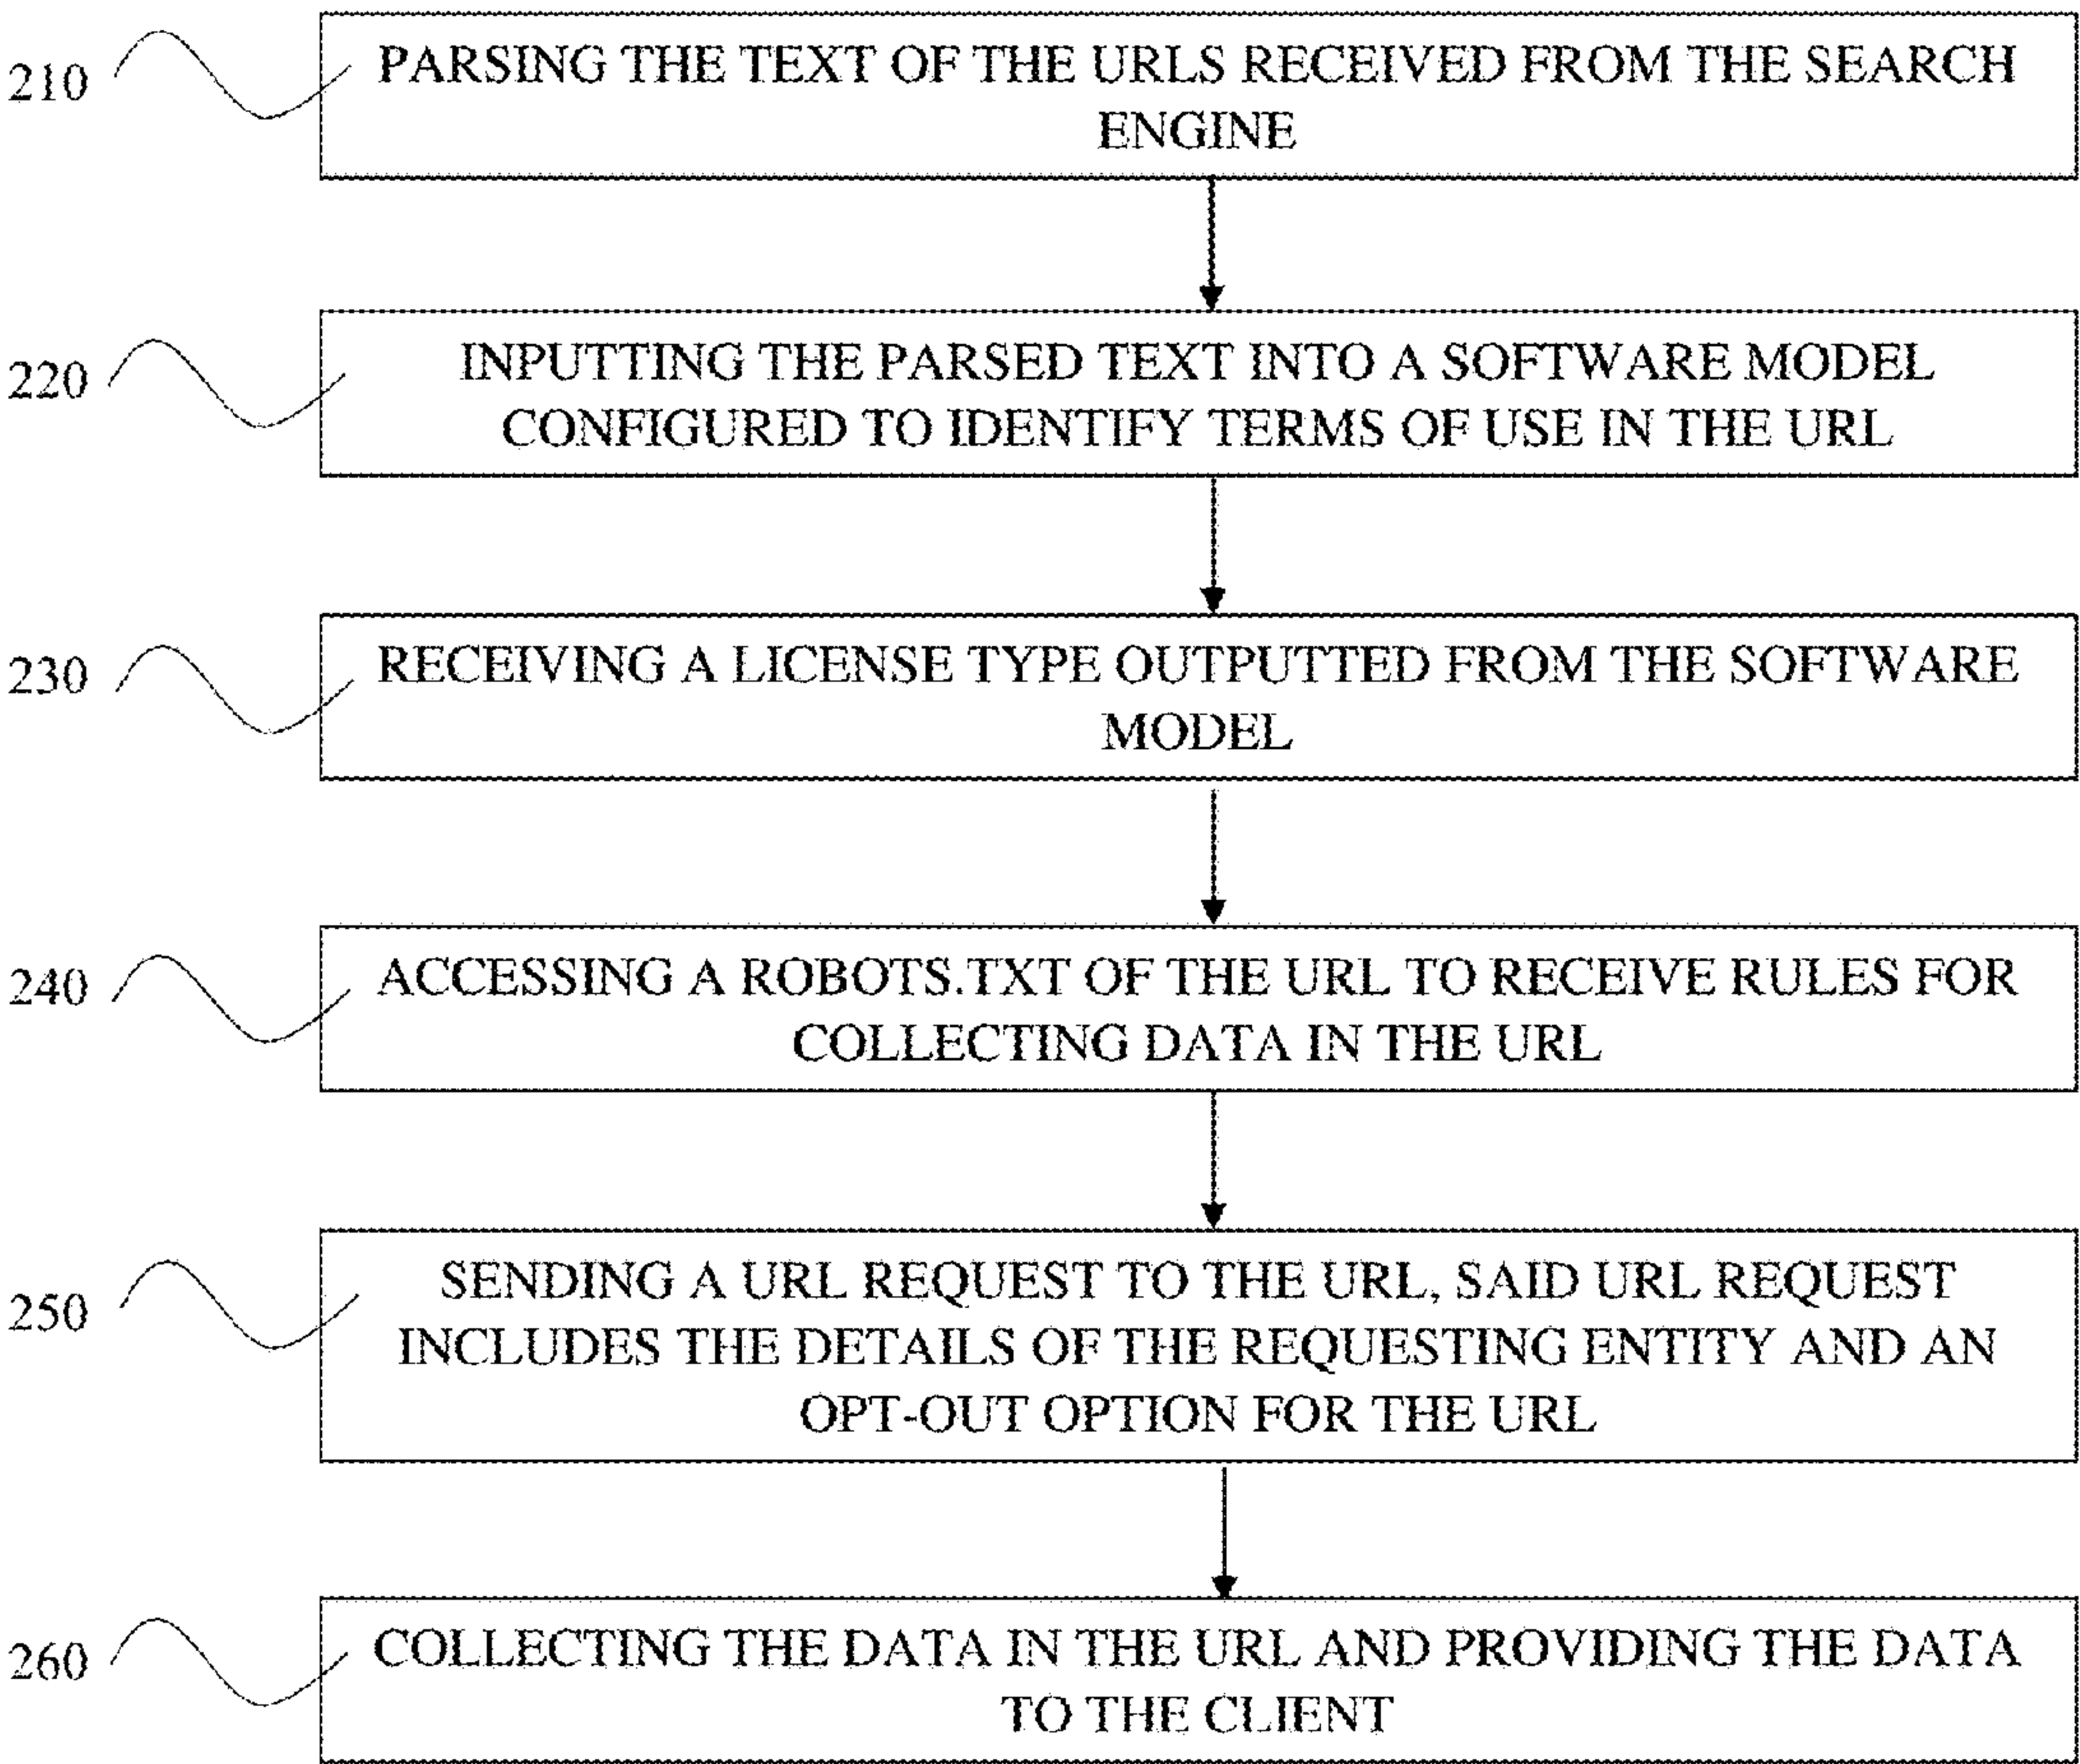 210
PARSING THE TEXT OF THE URLS RECEIVED FROM THE SEARCH
ENGINE
220
INPUTTING THE PARSED TEXT INTO A SOFTWARE MODEL
CONFIGURED TO IDENTIFY TERMS OF USE IN THE URL
230
RECEIVING A LICENSE TYPE OUTPUTTED FROM THE SOFTWARE
MODEL
240
ACCESSING A ROBOTS.TXT OF THE URL TO RECEIVE RULES FOR
COLLECTING DATA IN THE URL
250
SENDING A URL REQUEST TO THE URL, SAID URL REQUEST
INCLUDES THE DETAILS OF THE REQUESTING ENTITY AND AN
OPT-OUT OPTION FOR THE URL
260
COLLECTING THE DATA IN THE URL AND PROVIDING THE DATA
TO THE CLIENT